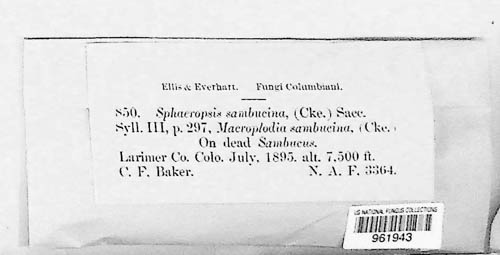 Ellis & Everhart. Fungi Columbiani.
850. Sphaeropsis sambucina, (Cke.) Sacc.
Syll. III, p. 297, Macroplodia sambucina, (Cke.)
On dead Sambucus.
Larimer Co. Colo. July, 1895. alt. 7,500 ft.
C. F. Baker. N. A. F. 3364.
US NATIONAL FUNGUS COLLECTIONS
961943